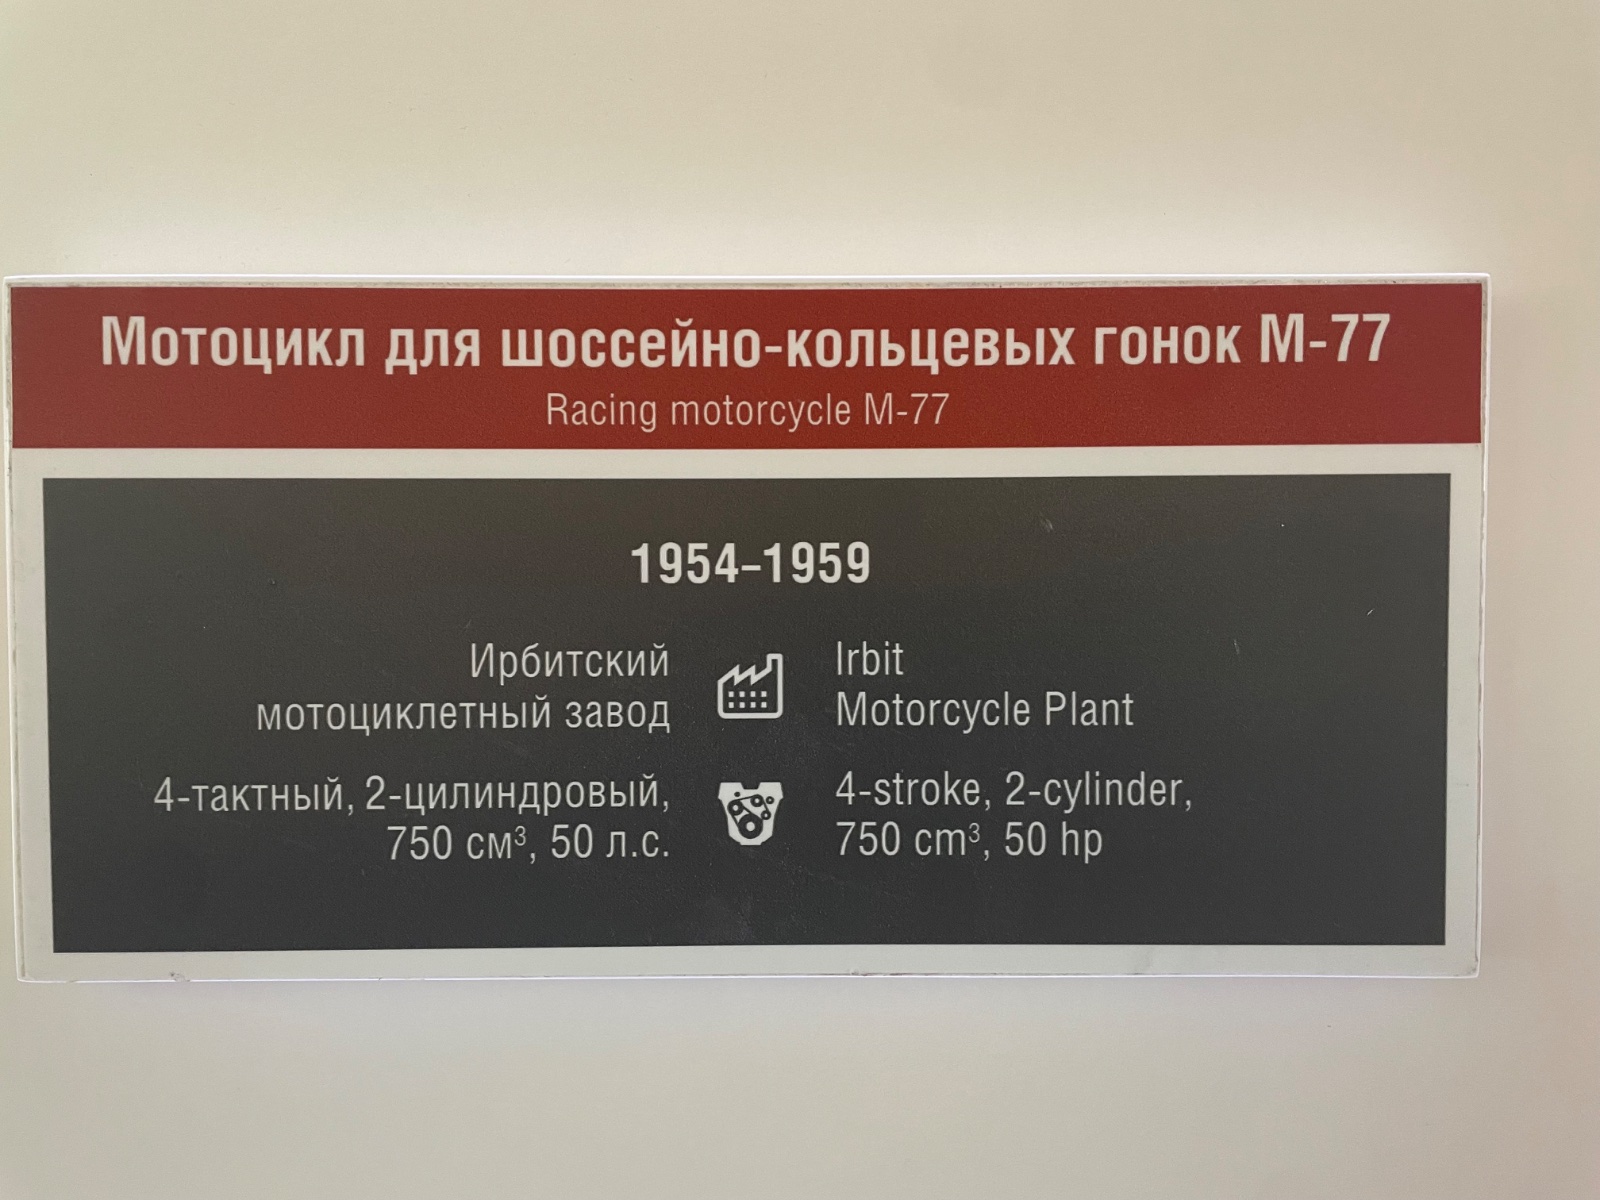 Мотоцикл для шоссейно-кольцевых гонок М-77
Racing motorcycle M-77
1954–1959
Ирбитский
мотоциклетный завод
Irbit
Motorcycle Plant
4-тактный, 2-цилиндровый,
750 см³, 50 л.с.
4-stroke, 2-cylinder,
750 cm³, 50 hp